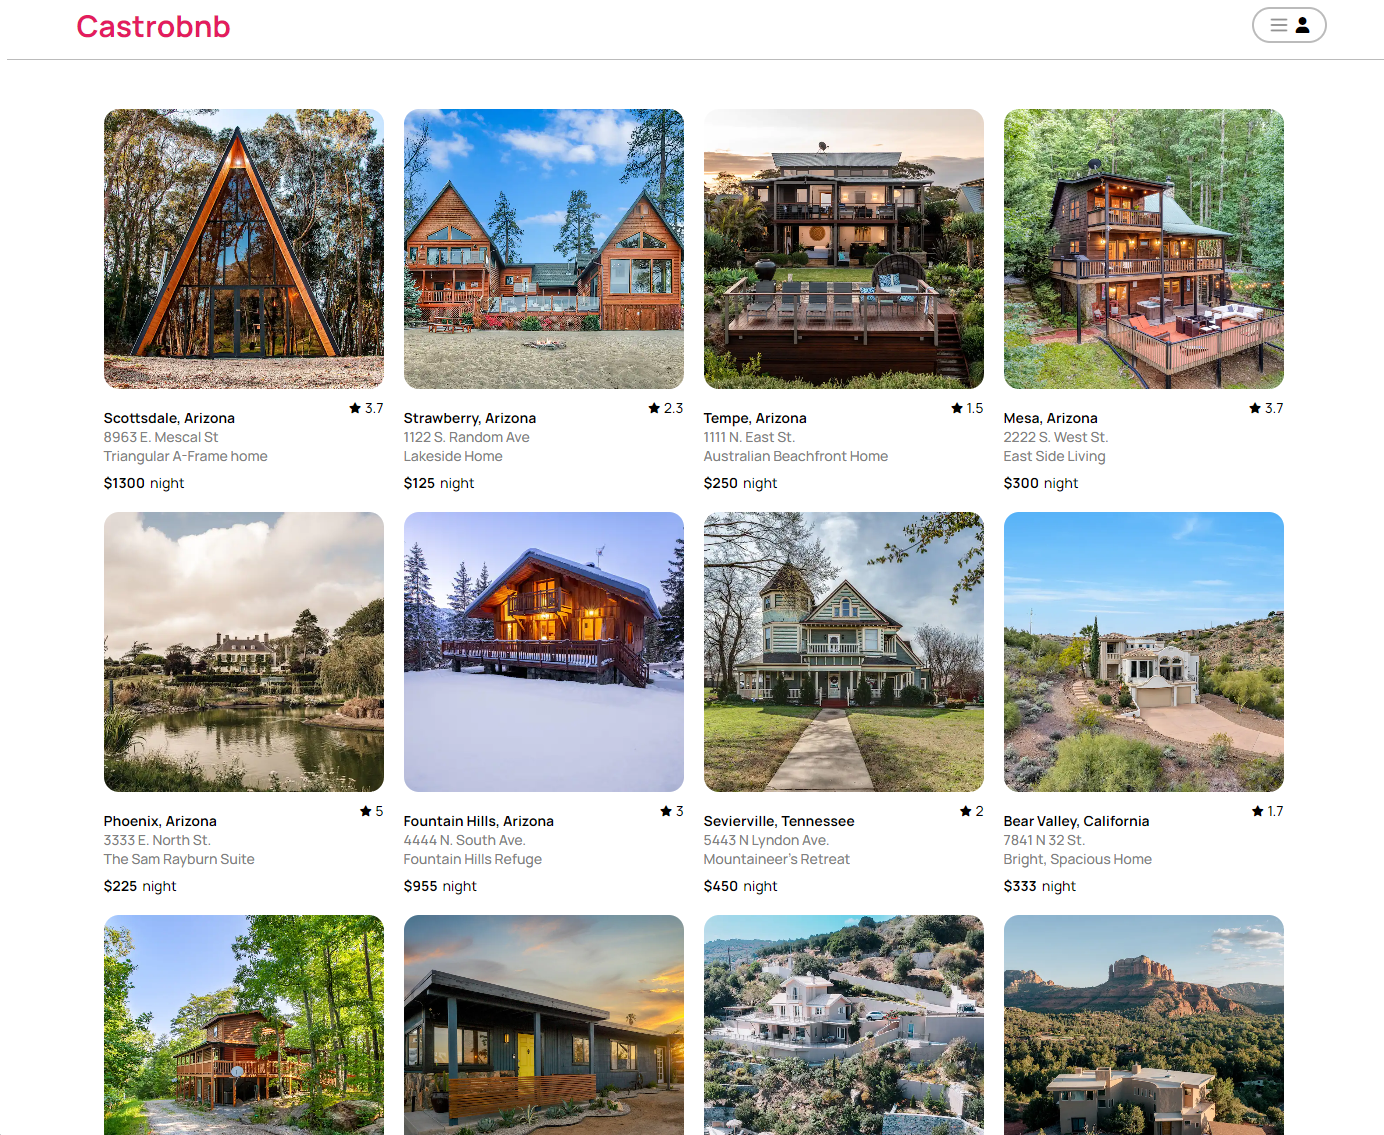 Castrobnb
Scottsdale, Arizona
3.7
8963 E. Mescal St
Triangular A-Frame home
$1300 night
Strawberry, Arizona
2.3
1122 S. Random Ave
Lakeside Home
$125 night
Tempe, Arizona
1.5
1111 N. East St.
Australian Beachfront Home
$250 night
Mesa, Arizona
3.7
2222 S. West St.
East Side Living
$300 night
Phoenix, Arizona
5
3333 E. North St.
The Sam Rayburn Suite
$225 night
Fountain Hills, Arizona
3
4444 N. South Ave.
Fountain Hills Refuge
$955 night
Sevierville, Tennessee
2
5443 N Lyndon Ave.
Mountaineer's Retreat
$450 night
Bear Valley, California
1.7
7841 N 32 St.
Bright, Spacious Home
$333 night